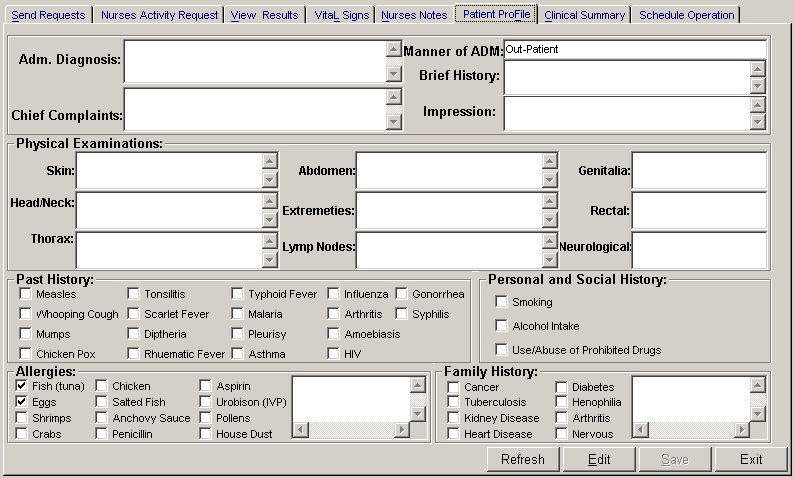 Send Requests Nurses Activity Request View Results VitaL Signs Nurses Notes Patient ProFile Clinical Summary Schedule Operation
Adm. Diagnosis: Manner of ADM: Out-Patient
Brief History:
Chief Complaints: Impression:
Physical Examinations:
Skin: Abdomen: Genitalia:
Head/Neck: Extremeties: Rectal:
Thorax: Lymp Nodes: Neurological:
Past History: Personal and Social History:
Measles Tonsilitis Typhoid Fever Influenza Gonorrhea
Smoking
Whooping Cough Scarlet Fever Malaria Arthritis Syphilis
Alcohol Intake
Mumps Diptheria Pleurisy Amoebiasis
Chicken Pox Rhuematic Fever Asthma HIV Use/Abuse of Prohibited Drugs
Allergies: Family History:
Fish (tuna) Chicken Aspirin Cancer Diabetes
Eggs Salted Fish Urobison (IVP) Tuberculosis Henophilia
Shrimps Anchovy Sauce Pollens Kidney Disease Arthritis
Crabs Penicillin House Dust Heart Disease Nervous
Refresh Edit Save Exit